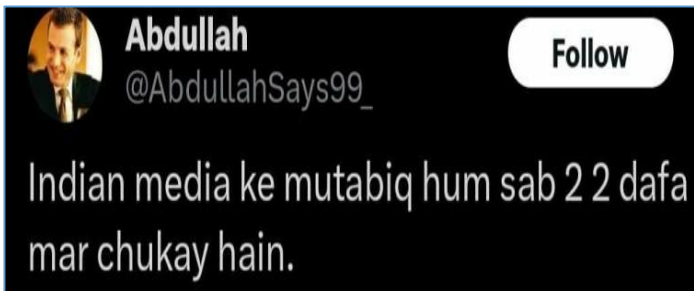 Abdullah
Follow
@AbdullahSays99_
Indian media ke mutabiq hum sab 2 2 dafa
mar chukay hain.